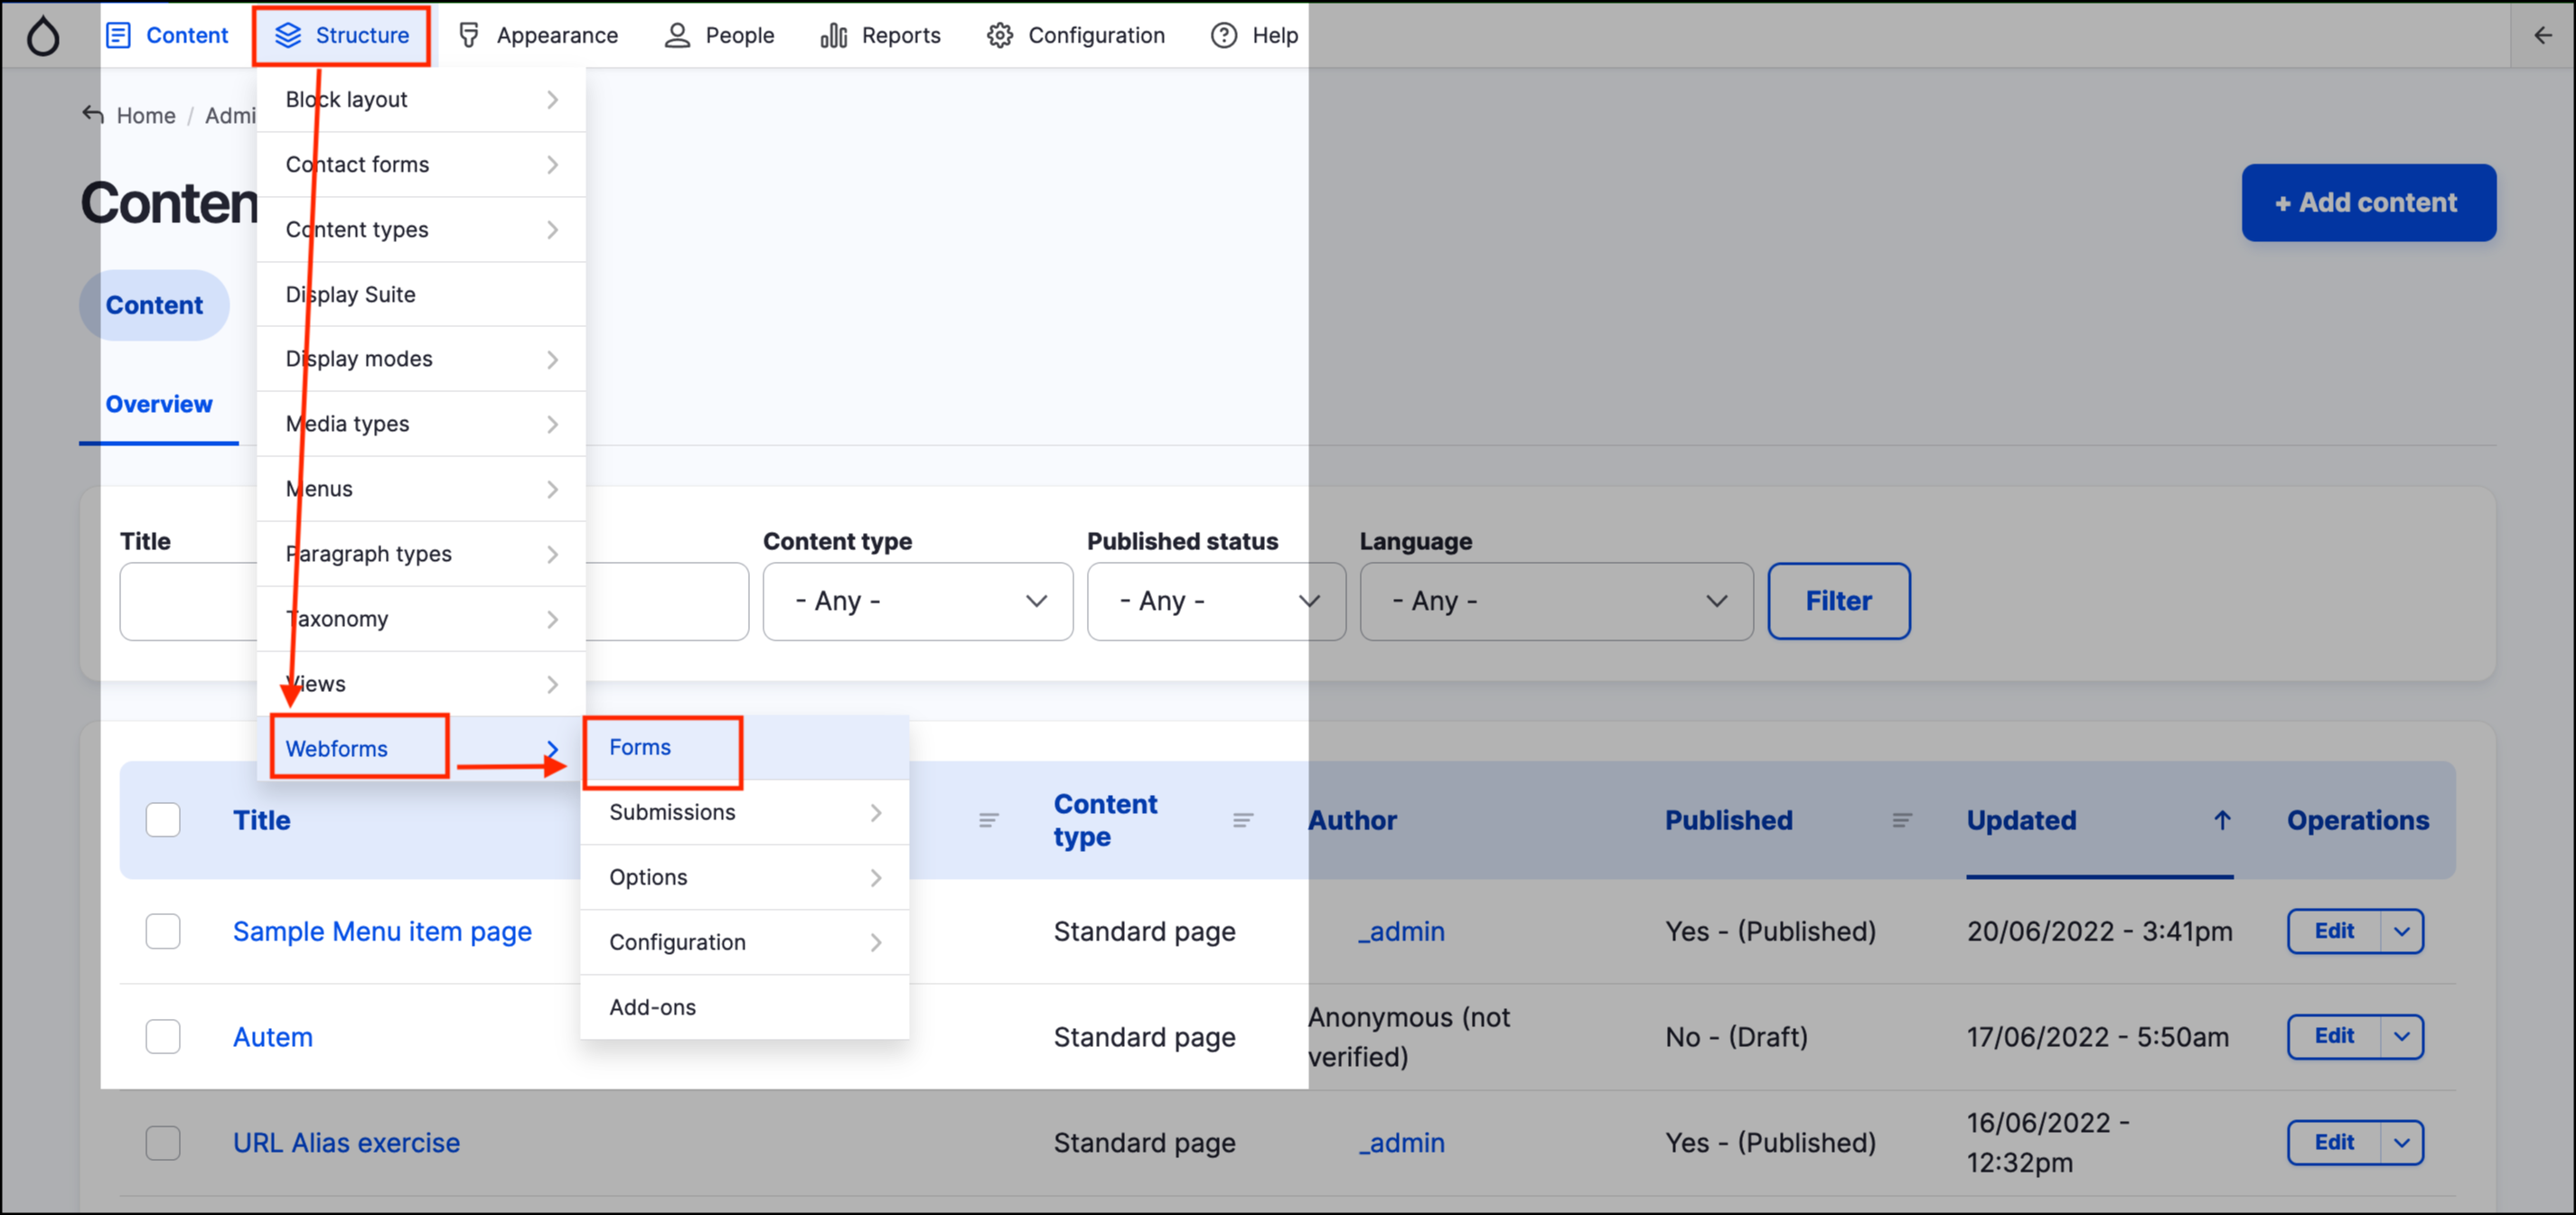 Content Structure Appearance People Reports Configuration Help
Home / Admi
Conten
+ Add content
Content
Overview
Block layout
Contact forms
Content types
Display Suite
Display modes
Media types
Menus
Paragraph types
Taxonomy
Views
Webforms
Forms
Submissions
Options
Configuration
Add-ons
Title Content type Published status Language
- Any - - Any - - Any - Filter
Title Content type Author Published Updated Operations
Sample Menu item page Standard page _admin Yes - (Published) 20/06/2022 - 3:41pm Edit
Autem Standard page Anonymous (not verified) No - (Draft) 17/06/2022 - 5:50am Edit
URL Alias exercise Standard page _admin Yes - (Published) 16/06/2022 - 12:32pm Edit